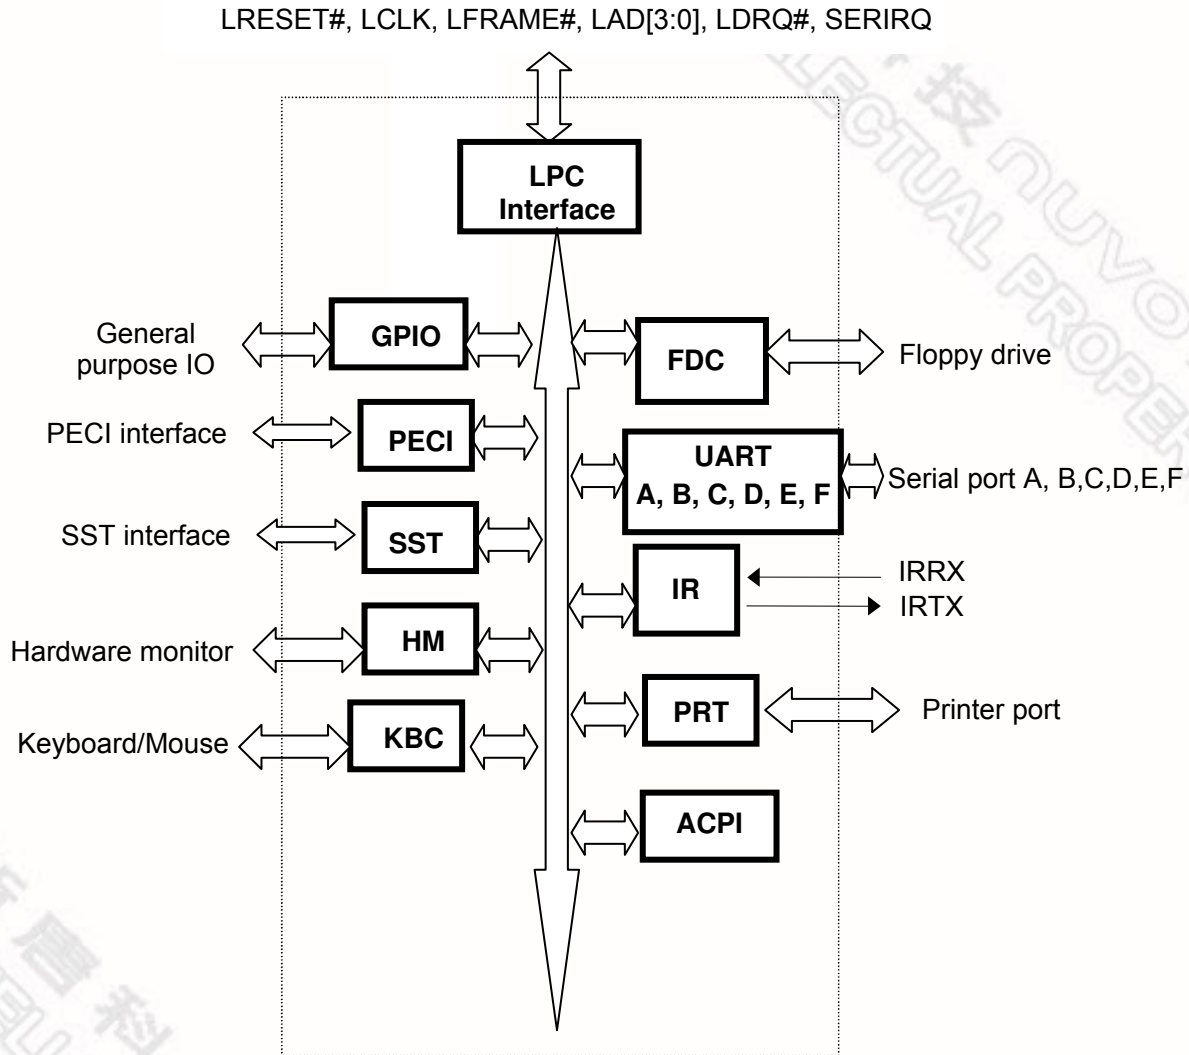 LRESET#, LCLK, LFRAME#, LAD[3:0], LDRQ#, SERIRQ
LPC
Interface
General
purpose IO
GPIO
FDC
Floppy drive
PECI interface
PECI
UART
A, B, C, D, E, F
Serial port A, B,C,D,E,F
SST interface
SST
IR
IRRX
IRTX
Hardware monitor
HM
PRT
Printer port
Keyboard/Mouse
KBC
ACPI